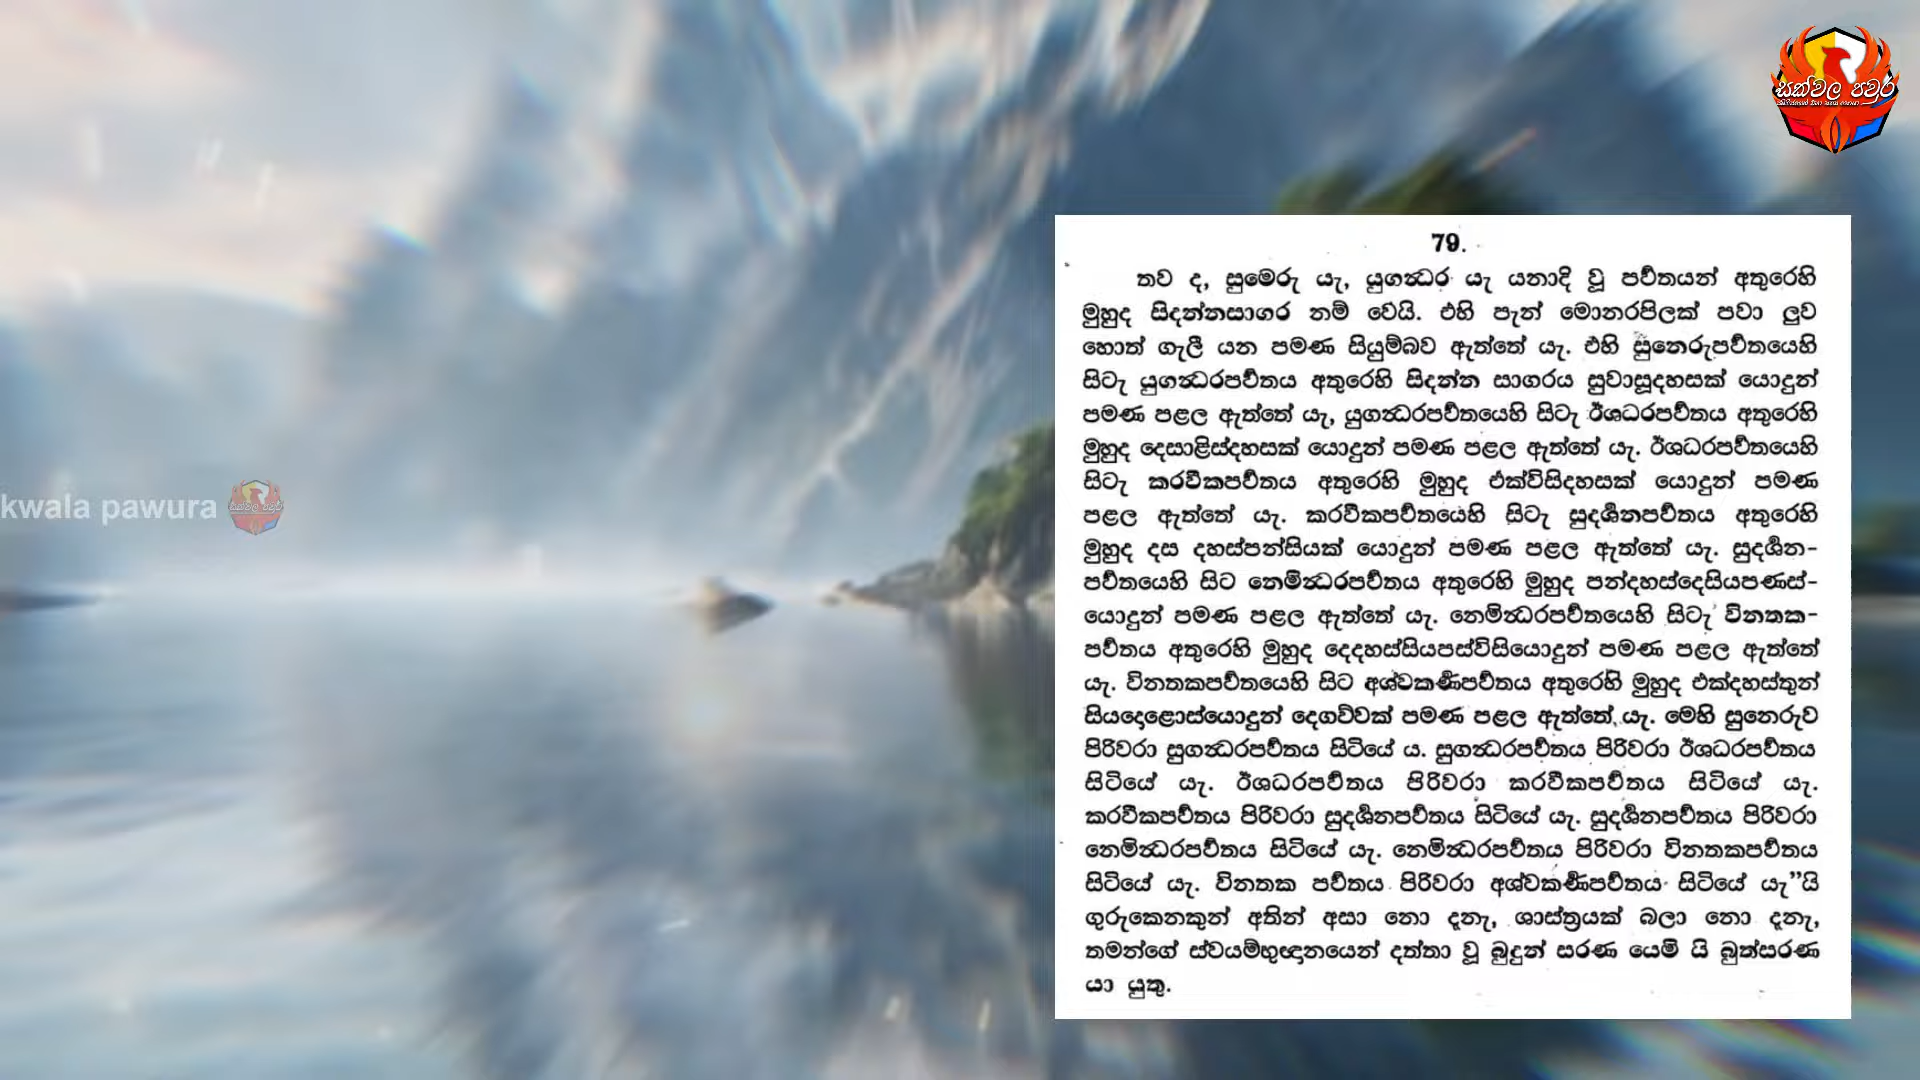 සක්වල පවුර
kwala pawura
සක්වල පවුර
79.
තව ද, සුමෙරු යැ, යුගන්‍ධර යැ යනාදි වූ පර්‍වතයන් අතුරෙහි
මුහුද සිදන්නසාගර නම් වෙයි. එහි පැන් මොනරපිලක් පවා ලුව
හොත් ගැලී යන පමණ සියුම්බව ඇත්තේ යැ. එහි සුනෙරුපර්‍වතයෙහි
සිටැ යුගන්‍ධරපර්‍වතය අතුරෙහි සිදන්න සාගරය සුවාසූදහසක් යොදුන්
පමණ පළල ඇත්තේ යැ, යුගන්‍ධරපර්‍වතයෙහි සිටැ ඊශධරපර්‍වතය අතුරෙහි
මුහුද දෙසාළිස්දහසක් යොදුන් පමණ පළල ඇත්තේ යැ. ඊශධරපර්‍වතයෙහි
සිටැ කරවීකපර්‍වතය අතුරෙහි මුහුද එක්විසිදහසක් යොදුන් පමණ
පළල ඇත්තේ යැ. කරවීකපර්‍වතයෙහි සිටැ සුදර්‍ශනපර්‍වතය අතුරෙහි
මුහුද දස දහස්පන්සියක් යොදුන් පමණ පළල ඇත්තේ යැ. සුදර්‍ශන-
පර්‍වතයෙහි සිට නෙමින්‍ධරපර්‍වතය අතුරෙහි මුහුද පන්දහස්දෙසියපණස්-
යොදුන් පමණ පළල ඇත්තේ යැ. නෙමින්‍ධරපර්‍වතයෙහි සිටැ විනතක-
පර්‍වතය අතුරෙහි මුහුද දෙදහස්සියපස්විසියොදුන් පමණ පළල ඇත්තේ
යැ. විනතකපර්‍වතයෙහි සිට අශ්වකර්‍ණපර්‍වතය අතුරෙහි මුහුද එක්දහස්තුන්
සියදොළොස්යොදුන් දෙගව්වක් පමණ පළල ඇත්තේ යැ. මෙහි සුනෙරුව
පිරිවරා සුගන්‍ධරපර්‍වතය සිටියේ ය. සුගන්‍ධරපර්‍වතය පිරිවරා ඊශධරපර්‍වතය
සිටියේ යැ. ඊශධරපර්‍වතය පිරිවරා කරවීකපර්‍වතය සිටියේ යැ.
කරවීකපර්‍වතය පිරිවරා සුදර්‍ශනපර්‍වතය සිටියේ යැ. සුදර්‍ශනපර්‍වතය පිරිවරා
නෙමින්‍ධරපර්‍වතය සිටියේ යැ. නෙමින්‍ධරපර්‍වතය පිරිවරා විනතකපර්‍වතය
සිටියේ යැ. විනතක පර්‍වතය පිරිවරා අශ්වකර්‍ණපර්‍වතය සිටියේ යැ”යි
ගුරුකෙනකුන් අතින් අසා නො දැනැ, ශාස්ත්‍රයක් බලා නො දැනැ,
තමන්ගේ ස්වයම්භුඥානයෙන් දත්තා වූ බුදුන් සරණ යෙමි යි බුත්සරණ
යා යුතු.